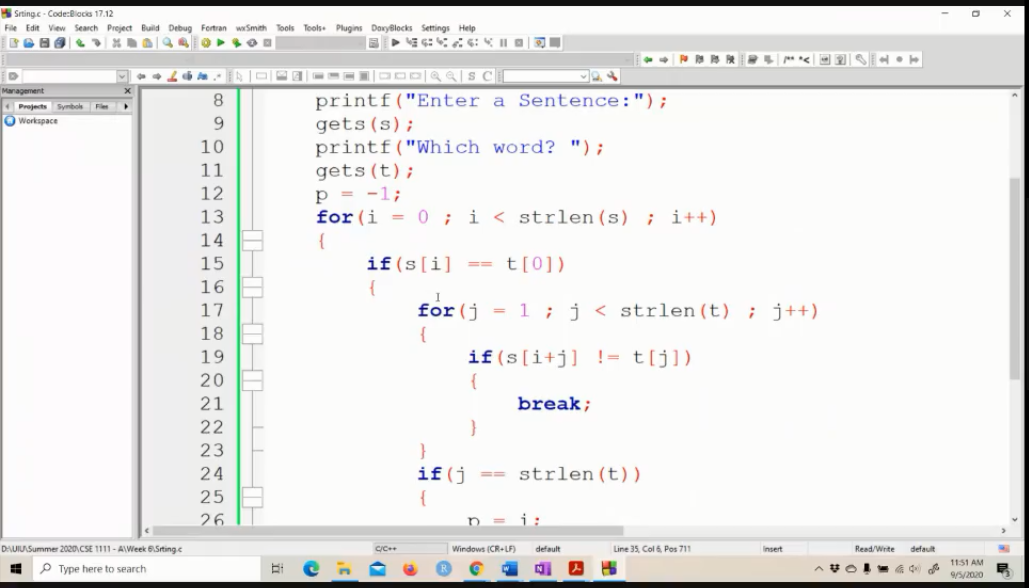 Srting.c - Code::Blocks 17.12
File Edit View Search Project Build Debug Fortran wxSmith Tools Tools+ Plugins DoxyBlocks Settings Help
Management
Projects Symbols Files
Workspace
8 printf("Enter a Sentence:");
9 gets(s);
10 printf("Which word? ");
11 gets(t);
12 p = -1;
13 for(i = 0 ; i < strlen(s) ; i++)
14 {
15 if(s[i] == t[0])
16 {
17 for(j = 1 ; j < strlen(t) ; j++)
18 {
19 if(s[i+j] != t[j])
20 {
21 break;
22 }
23 }
24 if(j == strlen(t))
25 {
26 p = i;
D:\UIU\Summer 2020\CSE 1111 - A\Week 6\Srting.c C/C++ Windows (CR+LF) default Line 35, Col 6, Pos 711 Insert Read/Write default
Type here to search
11:51 AM
9/5/2020